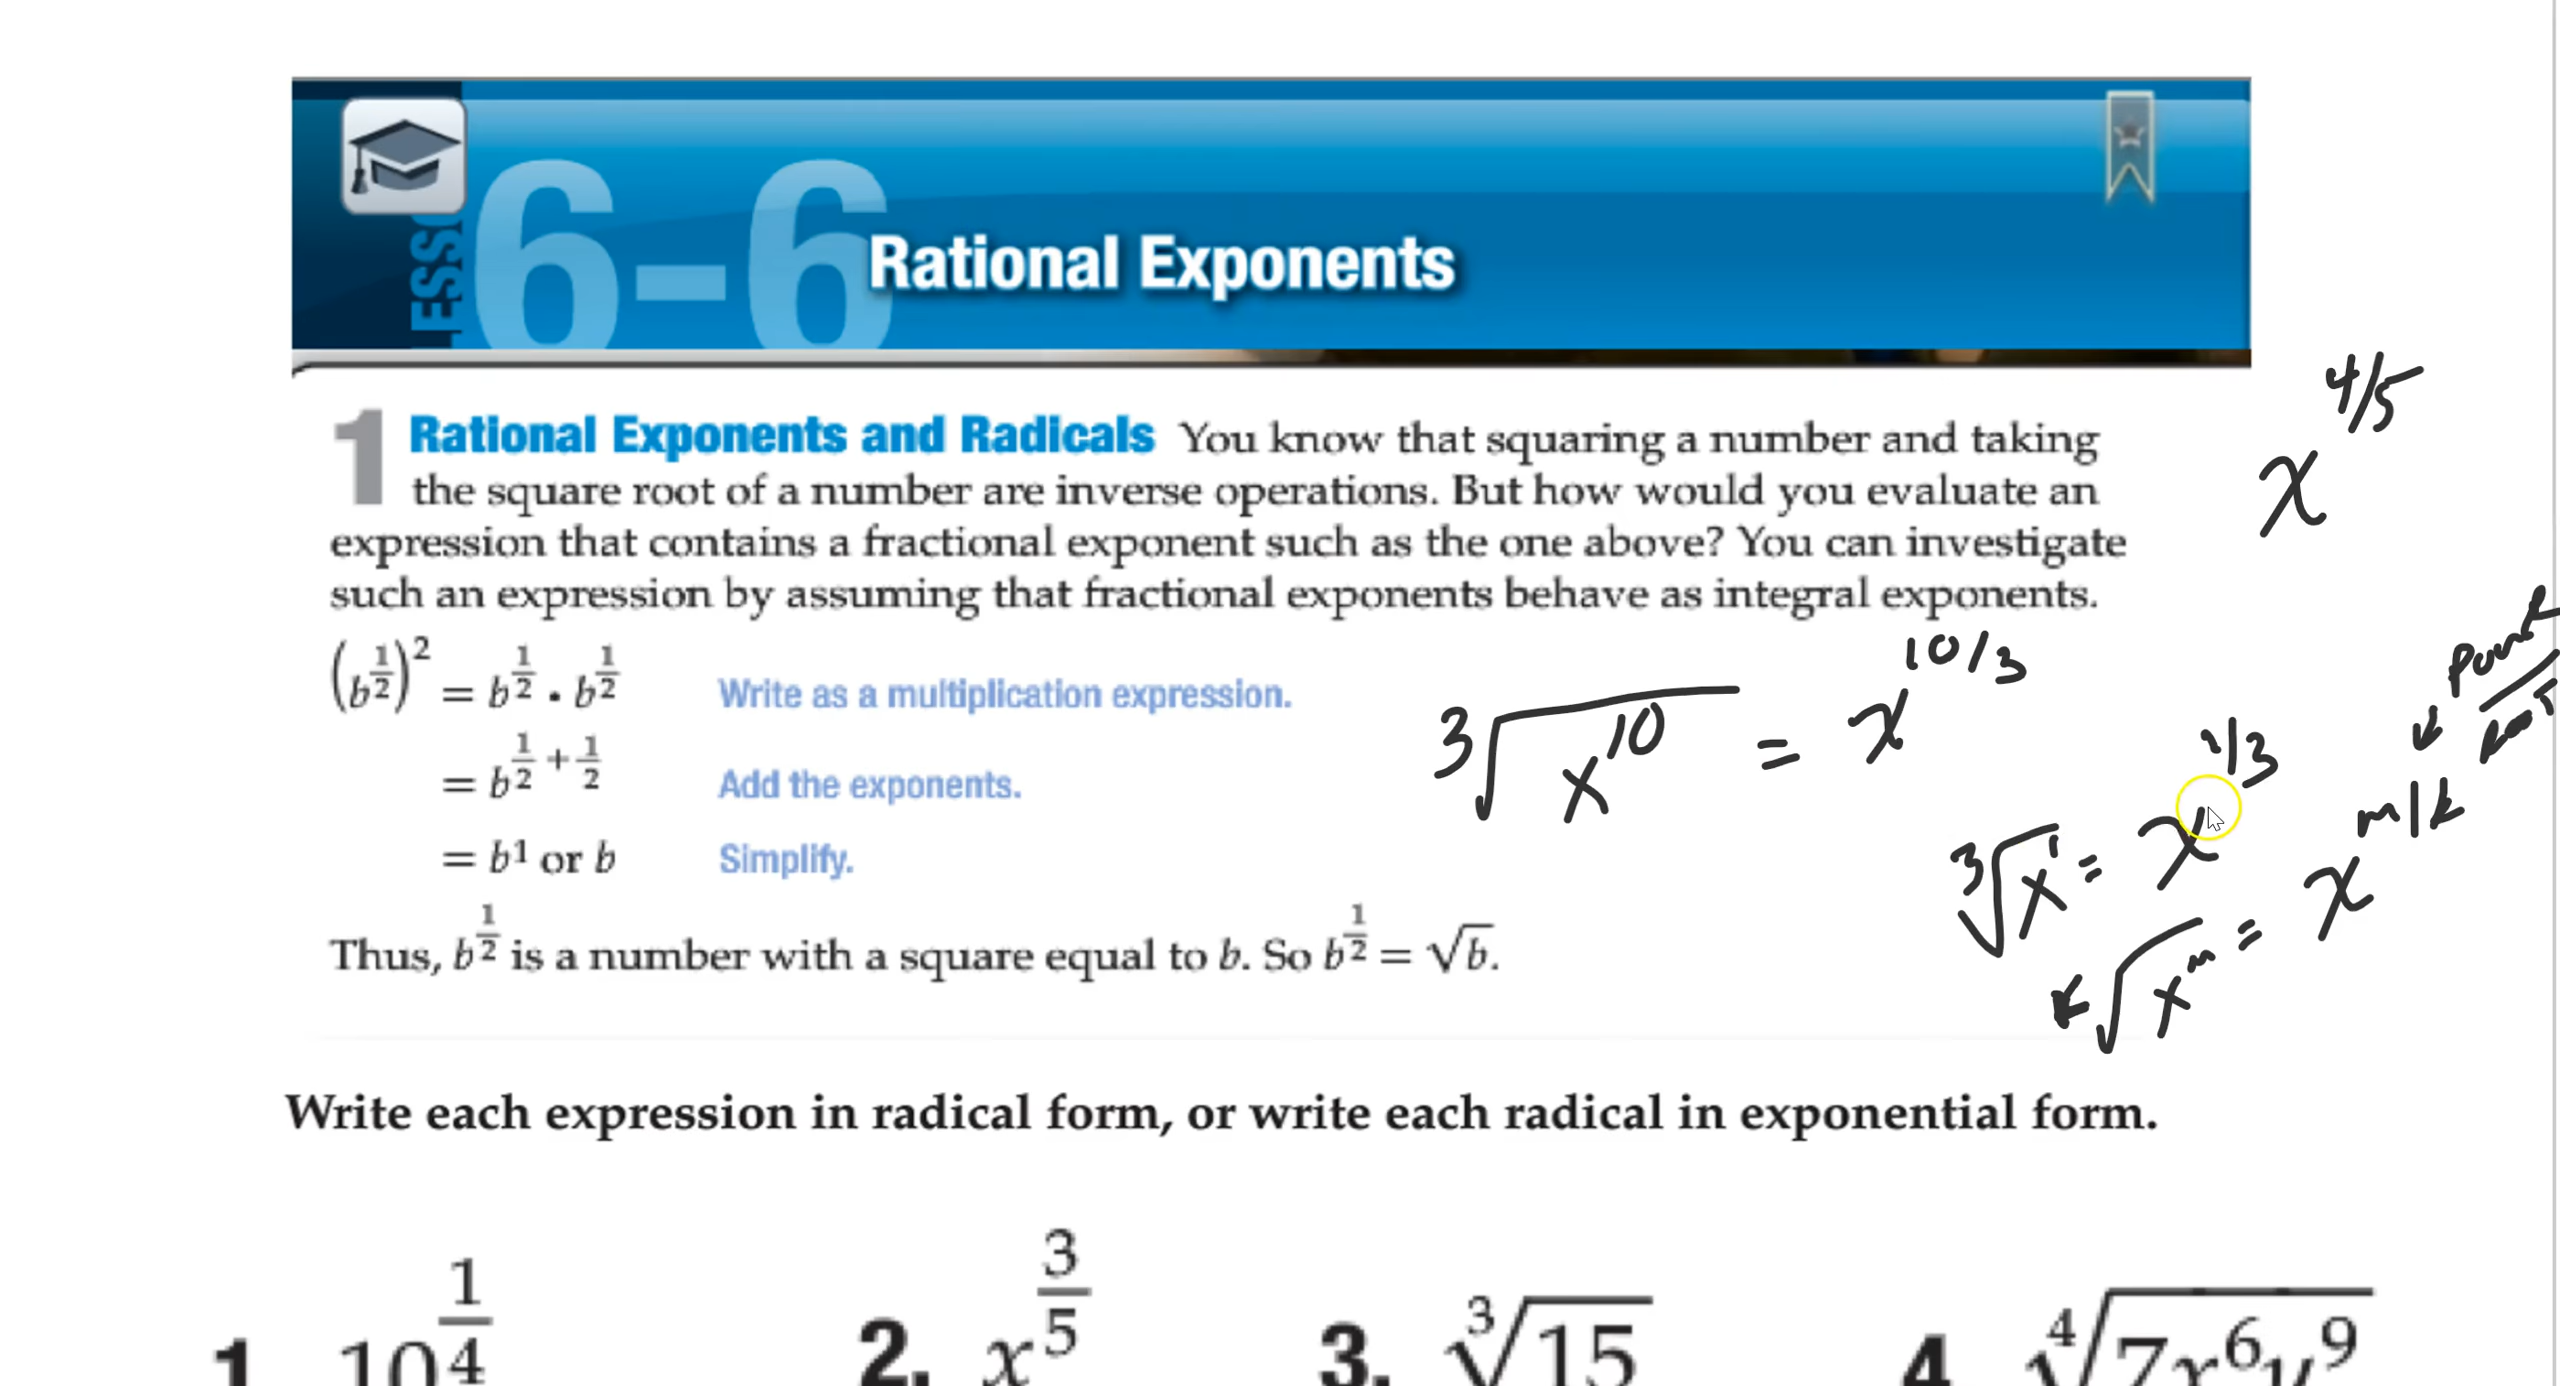 LESSO
6-6 Rational Exponents
x^{4/5}
1 Rational Exponents and Radicals You know that squaring a number and taking
the square root of a number are inverse operations. But how would you evaluate an
expression that contains a fractional exponent such as the one above? You can investigate
such an expression by assuming that fractional exponents behave as integral exponents.
(b^{1/2})^2 = b^{1/2} • b^{1/2} Write as a multiplication expression.
= b^{1/2 + 1/2} Add the exponents.
= b^1 or b Simplify.
Thus, b^{1/2} is a number with a square equal to b. So b^{1/2} = √b.
∛(x^{10}) = x^{10/3}
∛(x^1) = x^{1/3}
k√(x^m) = x^{m/k}
Write each expression in radical form, or write each radical in exponential form.
1 10^{1/4} 2. x^{3/5} 3. ∛15 4 ∜(7x^6y^9)